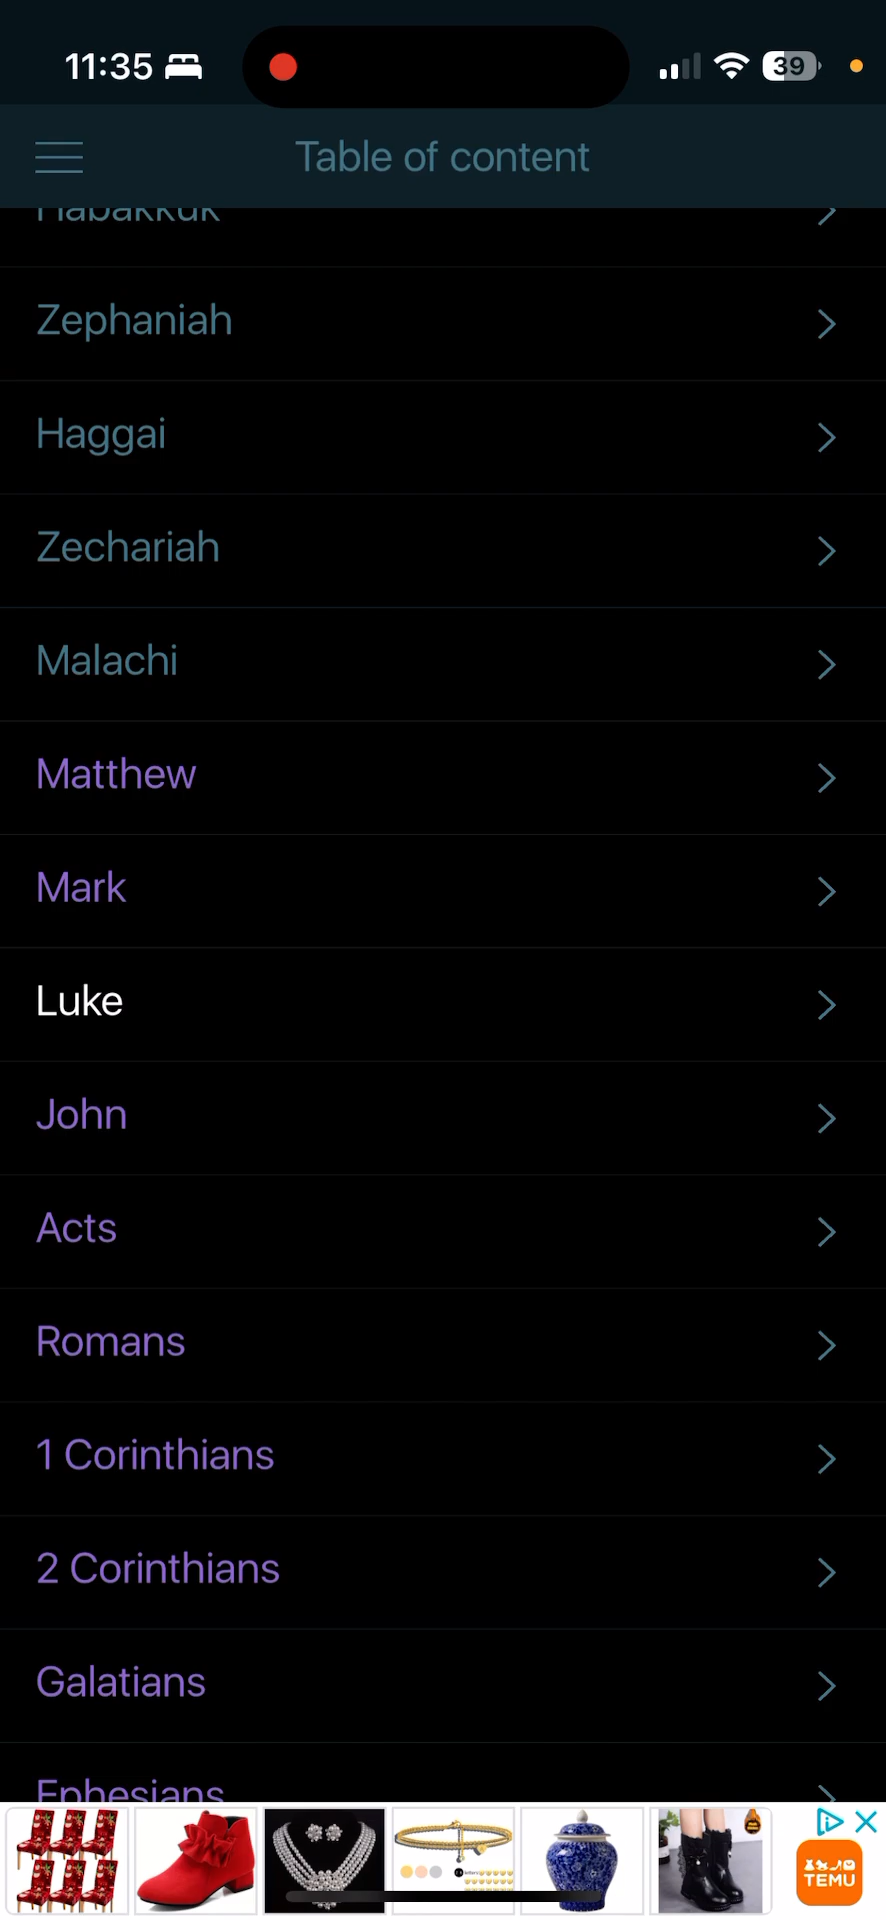 11:35
39
Table of content
Habakkuk
Zephaniah
Haggai
Zechariah
Malachi
Matthew
Mark
Luke
John
Acts
Romans
1 Corinthians
2 Corinthians
Galatians
Ephesians
TEMU